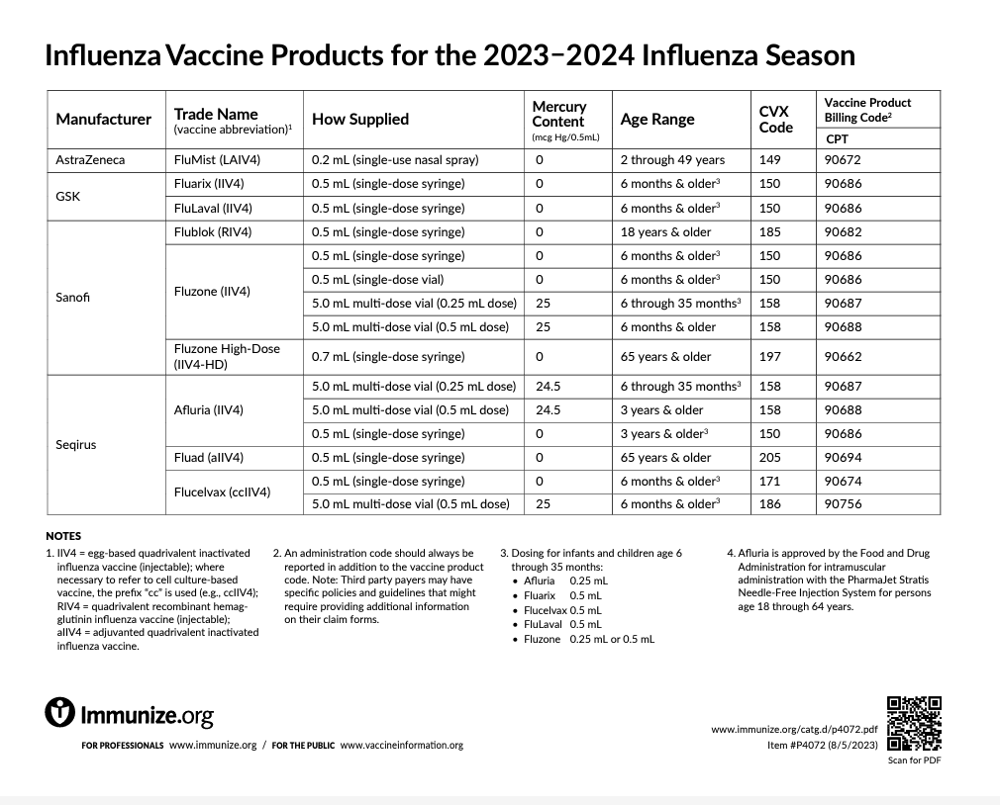 Influenza Vaccine Products for the 2023–2024 Influenza Season
Manufacturer | Trade Name (vaccine abbreviation)¹ | How Supplied | Mercury Content (mcg Hg/0.5mL) | Age Range | CVX Code | Vaccine Product Billing Code² CPT
AstraZeneca | FluMist (LAIV4) | 0.2 mL (single-use nasal spray) | 0 | 2 through 49 years | 149 | 90672
GSK | Fluarix (IIV4) | 0.5 mL (single-dose syringe) | 0 | 6 months & older³ | 150 | 90686
FluLaval (IIV4) | 0.5 mL (single-dose syringe) | 0 | 6 months & older³ | 150 | 90686
Sanofi | Flublok (RIV4) | 0.5 mL (single-dose syringe) | 0 | 18 years & older | 185 | 90682
Fluzone (IIV4) | 0.5 mL (single-dose syringe) | 0 | 6 months & older³ | 150 | 90686
0.5 mL (single-dose vial) | 0 | 6 months & older³ | 150 | 90686
5.0 mL multi-dose vial (0.25 mL dose) | 25 | 6 through 35 months³ | 158 | 90687
5.0 mL multi-dose vial (0.5 mL dose) | 25 | 6 months & older | 158 | 90688
Fluzone High-Dose (IIV4-HD) | 0.7 mL (single-dose syringe) | 0 | 65 years & older | 197 | 90662
Seqirus | Afluria (IIV4) | 5.0 mL multi-dose vial (0.25 mL dose) | 24.5 | 6 through 35 months³ | 158 | 90687
5.0 mL multi-dose vial (0.5 mL dose) | 24.5 | 3 years & older | 158 | 90688
0.5 mL (single-dose syringe) | 0 | 3 years & older³ | 150 | 90686
Fluad (aIIV4) | 0.5 mL (single-dose syringe) | 0 | 65 years & older | 205 | 90694
Flucelvax (ccIIV4) | 0.5 mL (single-dose syringe) | 0 | 6 months & older³ | 171 | 90674
5.0 mL multi-dose vial (0.5 mL dose) | 25 | 6 months & older³ | 186 | 90756
NOTES
1. IIV4 = egg-based quadrivalent inactivated
influenza vaccine (injectable); where
necessary to refer to cell culture-based
vaccine, the prefix “cc” is used (e.g., ccIIV4);
RIV4 = quadrivalent recombinant hemag-
glutinin influenza vaccine (injectable);
aIIV4 = adjuvanted quadrivalent inactivated
influenza vaccine.
2. An administration code should always be
reported in addition to the vaccine product
code. Note: Third party payers may have
specific policies and guidelines that might
require providing additional information
on their claim forms.
3. Dosing for infants and children age 6
through 35 months:
• Afluria 0.25 mL
• Fluarix 0.5 mL
• Flucelvax 0.5 mL
• FluLaval 0.5 mL
• Fluzone 0.25 mL or 0.5 mL
4. Afluria is approved by the Food and Drug
Administration for intramuscular
administration with the PharmaJet Stratis
Needle-Free Injection System for persons
age 18 through 64 years.
Immunize.org
FOR PROFESSIONALS www.immunize.org / FOR THE PUBLIC www.vaccineinformation.org
www.immunize.org/catg.d/p4072.pdf
Item #P4072 (8/5/2023)
Scan for PDF